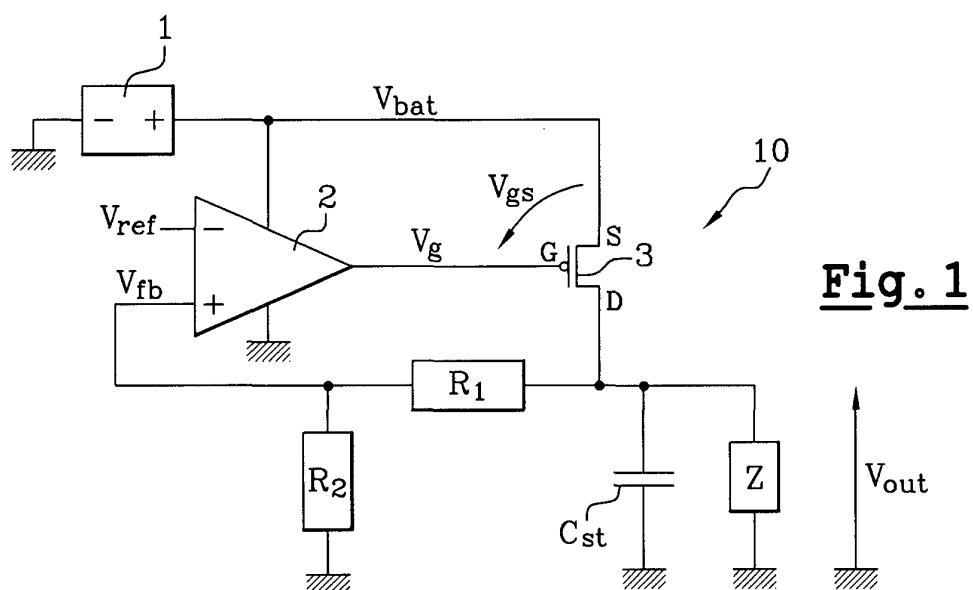 1
− +
V_bat
10
V_gs
2
V_ref
−
V_g
G
S
3
V_fb
+
D
Fig. 1
R_1
R_2
Z
C_st
V_out